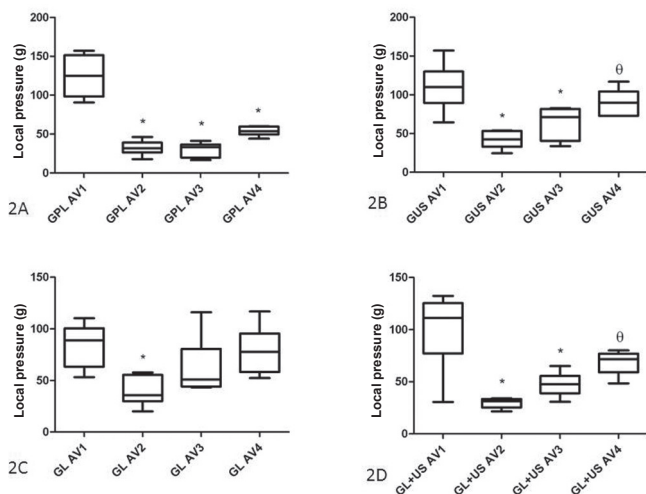 Local pressure (g)
200
150
100
50
0
*
*
*
GPL AV1
GPL AV2
GPL AV3
GPL AV4
2A
Local pressure (g)
200
150
100
50
0
*
*
θ
GUS AV1
GUS AV2
GUS AV3
GUS AV4
2B
Local pressure (g)
150
100
50
0
*
GL AV1
GL AV2
GL AV3
GL AV4
2C
Local pressure (g)
150
100
50
0
*
*
θ
GL+US AV1
GL+US AV2
GL+US AV3
GL+US AV4
2D